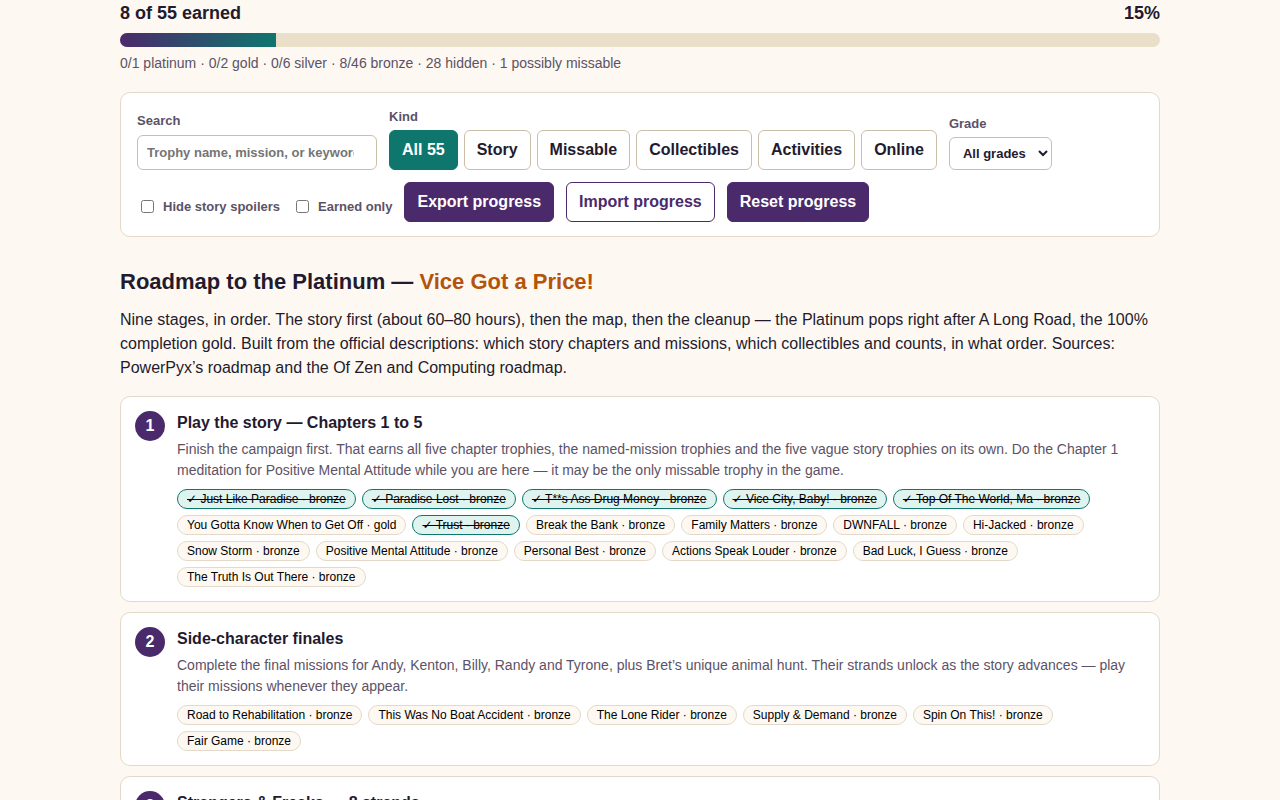 8 of 55 earned 15%
0/1 platinum · 0/2 gold · 0/6 silver · 8/46 bronze · 28 hidden · 1 possibly missable
Search Kind Grade
Trophy name, mission, or keywor All 55 Story Missable Collectibles Activities Online All grades
Hide story spoilers Earned only Export progress Import progress Reset progress
Roadmap to the Platinum — Vice Got a Price!
Nine stages, in order. The story first (about 60–80 hours), then the map, then the cleanup — the Platinum pops right after A Long Road, the 100%
completion gold. Built from the official descriptions: which story chapters and missions, which collectibles and counts, in what order. Sources:
PowerPyx’s roadmap and the Of Zen and Computing roadmap.
1 Play the story — Chapters 1 to 5
Finish the campaign first. That earns all five chapter trophies, the named-mission trophies and the five vague story trophies on its own. Do the Chapter 1
meditation for Positive Mental Attitude while you are here — it may be the only missable trophy in the game.
✓ Just Like Paradise · bronze ✓ Paradise Lost · bronze ✓ T**s Ass Drug Money · bronze ✓ Vice City, Baby! · bronze ✓ Top Of The World, Ma · bronze
You Gotta Know When to Get Off · gold ✓ Trust · bronze Break the Bank · bronze Family Matters · bronze DWNFALL · bronze Hi-Jacked · bronze
Snow Storm · bronze Positive Mental Attitude · bronze Personal Best · bronze Actions Speak Louder · bronze Bad Luck, I Guess · bronze
The Truth Is Out There · bronze
2 Side-character finales
Complete the final missions for Andy, Kenton, Billy, Randy and Tyrone, plus Bret’s unique animal hunt. Their strands unlock as the story advances — play
their missions whenever they appear.
Road to Rehabilitation · bronze This Was No Boat Accident · bronze The Lone Rider · bronze Supply & Demand · bronze Spin On This! · bronze
Fair Game · bronze